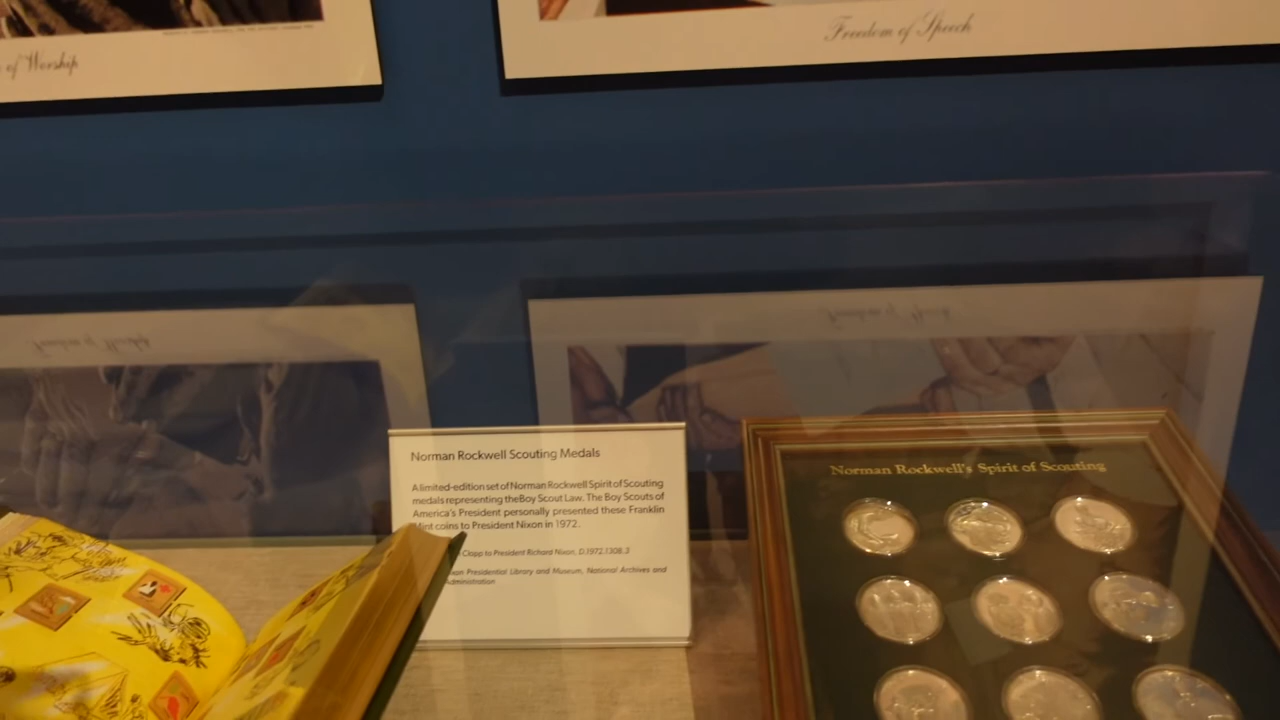 of Worship
Freedom of Speech
Norman Rockwell Scouting Medals
A limited-edition set of Norman Rockwell Spirit of Scouting
medals representing the Boy Scout Law. The Boy Scouts of
America's President personally presented these Franklin
Mint coins to President Nixon in 1972.
Clapp to President Richard Nixon, D.1972.1308.3
Presidential Library and Museum, National Archives and
Administration
Norman Rockwell's Spirit of Scouting